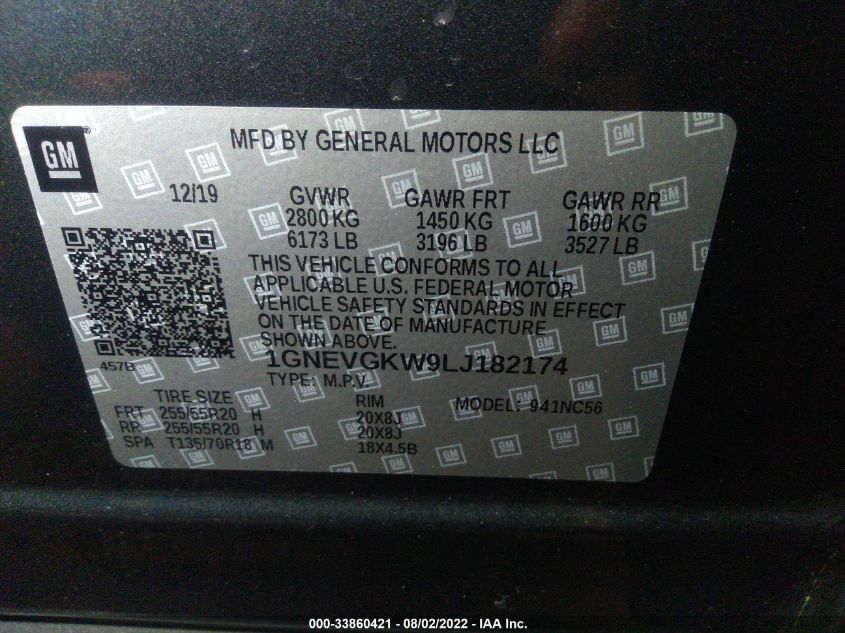 GM
MFD BY GENERAL MOTORS LLC
12/19 GVWR GAWR FRT GAWR RR
2800 KG 1450 KG 1600 KG
6173 LB 3196 LB 3527 LB
THIS VEHICLE CONFORMS TO ALL
APPLICABLE U.S. FEDERAL MOTOR
VEHICLE SAFETY STANDARDS IN EFFECT
ON THE DATE OF MANUFACTURE
SHOWN ABOVE.
457B 1GNEVGKW9LJ182174
TYPE: M.P.V.
TIRE SIZE RIM MODEL: 941NC56
FRT 255/55R20 H 20X8J
RR 255/55R20 H 20X8J
SPA T135/70R18 M 18X4.5B
000-33860421 - 08/02/2022 - IAA Inc.